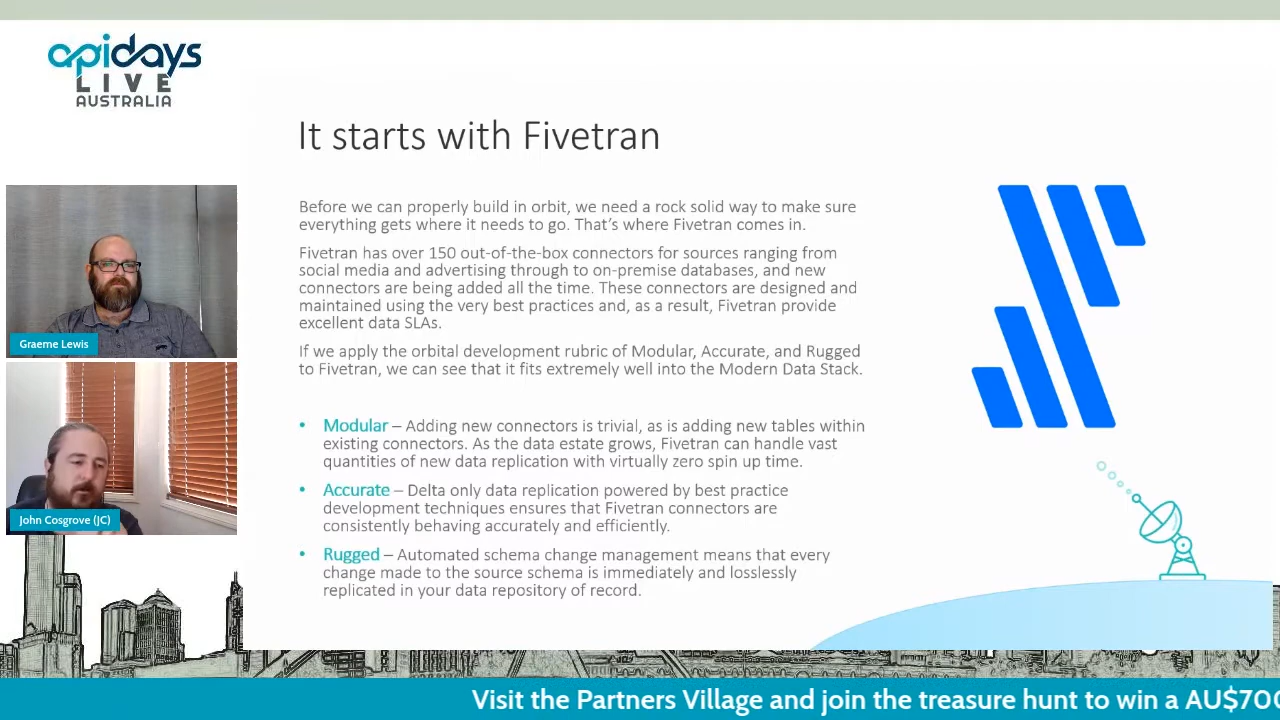 apidays
LIVE
AUSTRALIA
It starts with Fivetran
Before we can properly build in orbit, we need a rock solid way to make sure
everything gets where it needs to go. That's where Fivetran comes in.
Fivetran has over 150 out-of-the-box connectors for sources ranging from
social media and advertising through to on-premise databases, and new
connectors are being added all the time. These connectors are designed and
maintained using the very best practices and, as a result, Fivetran provide
excellent data SLAs.
If we apply the orbital development rubric of Modular, Accurate, and Rugged
to Fivetran, we can see that it fits extremely well into the Modern Data Stack.
• Modular – Adding new connectors is trivial, as is adding new tables within
existing connectors. As the data estate grows, Fivetran can handle vast
quantities of new data replication with virtually zero spin up time.
• Accurate – Delta only data replication powered by best practice
development techniques ensures that Fivetran connectors are
consistently behaving accurately and efficiently.
• Rugged – Automated schema change management means that every
change made to the source schema is immediately and losslessly
replicated in your data repository of record.
Graeme Lewis
John Cosgrove (JC)
Visit the Partners Village and join the treasure hunt to win a AU$700